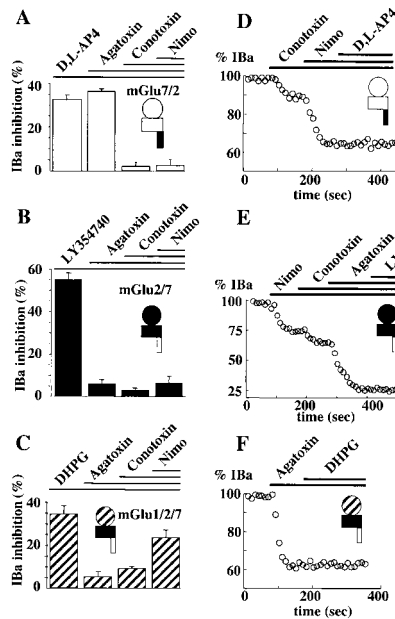 A
D,L-AP4
Agatoxin
Conotoxin
Nimo
IBa inhibition (%)
40
20
0
mGlu7/2
B
LY354740
Agatoxin
Conotoxin
Nimo
IBa inhibition (%)
60
40
20
0
mGlu2/7
C
DHPG
Agatoxin
Conotoxin
Nimo
IBa inhibition (%)
40
20
0
mGlu1/2/7
D
% IBa
Conotoxin
Nimo
D,L-AP4
100
80
60
0
200
400
time (sec)
E
% IBa
Nimo
Conotoxin
Agatoxin
100
75
50
25
0
200
400
time (sec)
F
% IBa
Agatoxin
DHPG
100
80
60
0
200
400
time (sec)